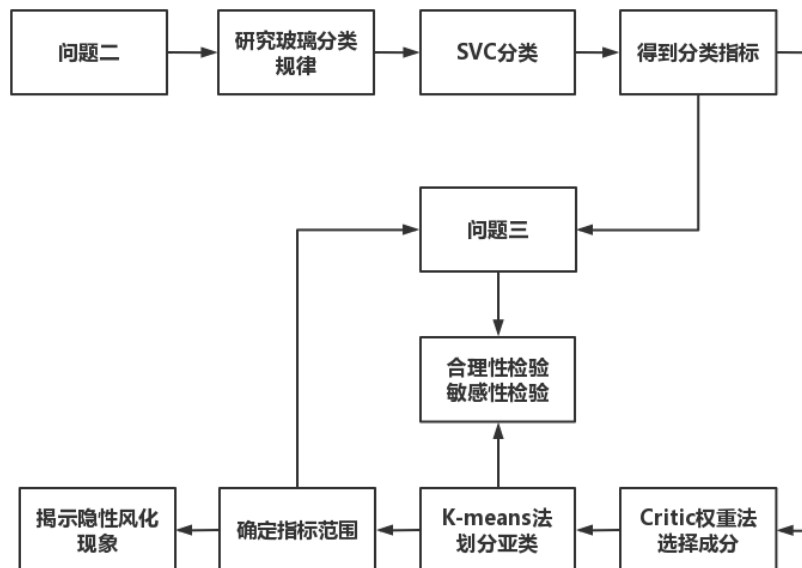 问题二
研究玻璃分类
规律
SVC分类
得到分类指标
问题三
合理性检验
敏感性检验
揭示隐性风化
现象
确定指标范围
K-means法
划分亚类
Critic权重法
选择成分